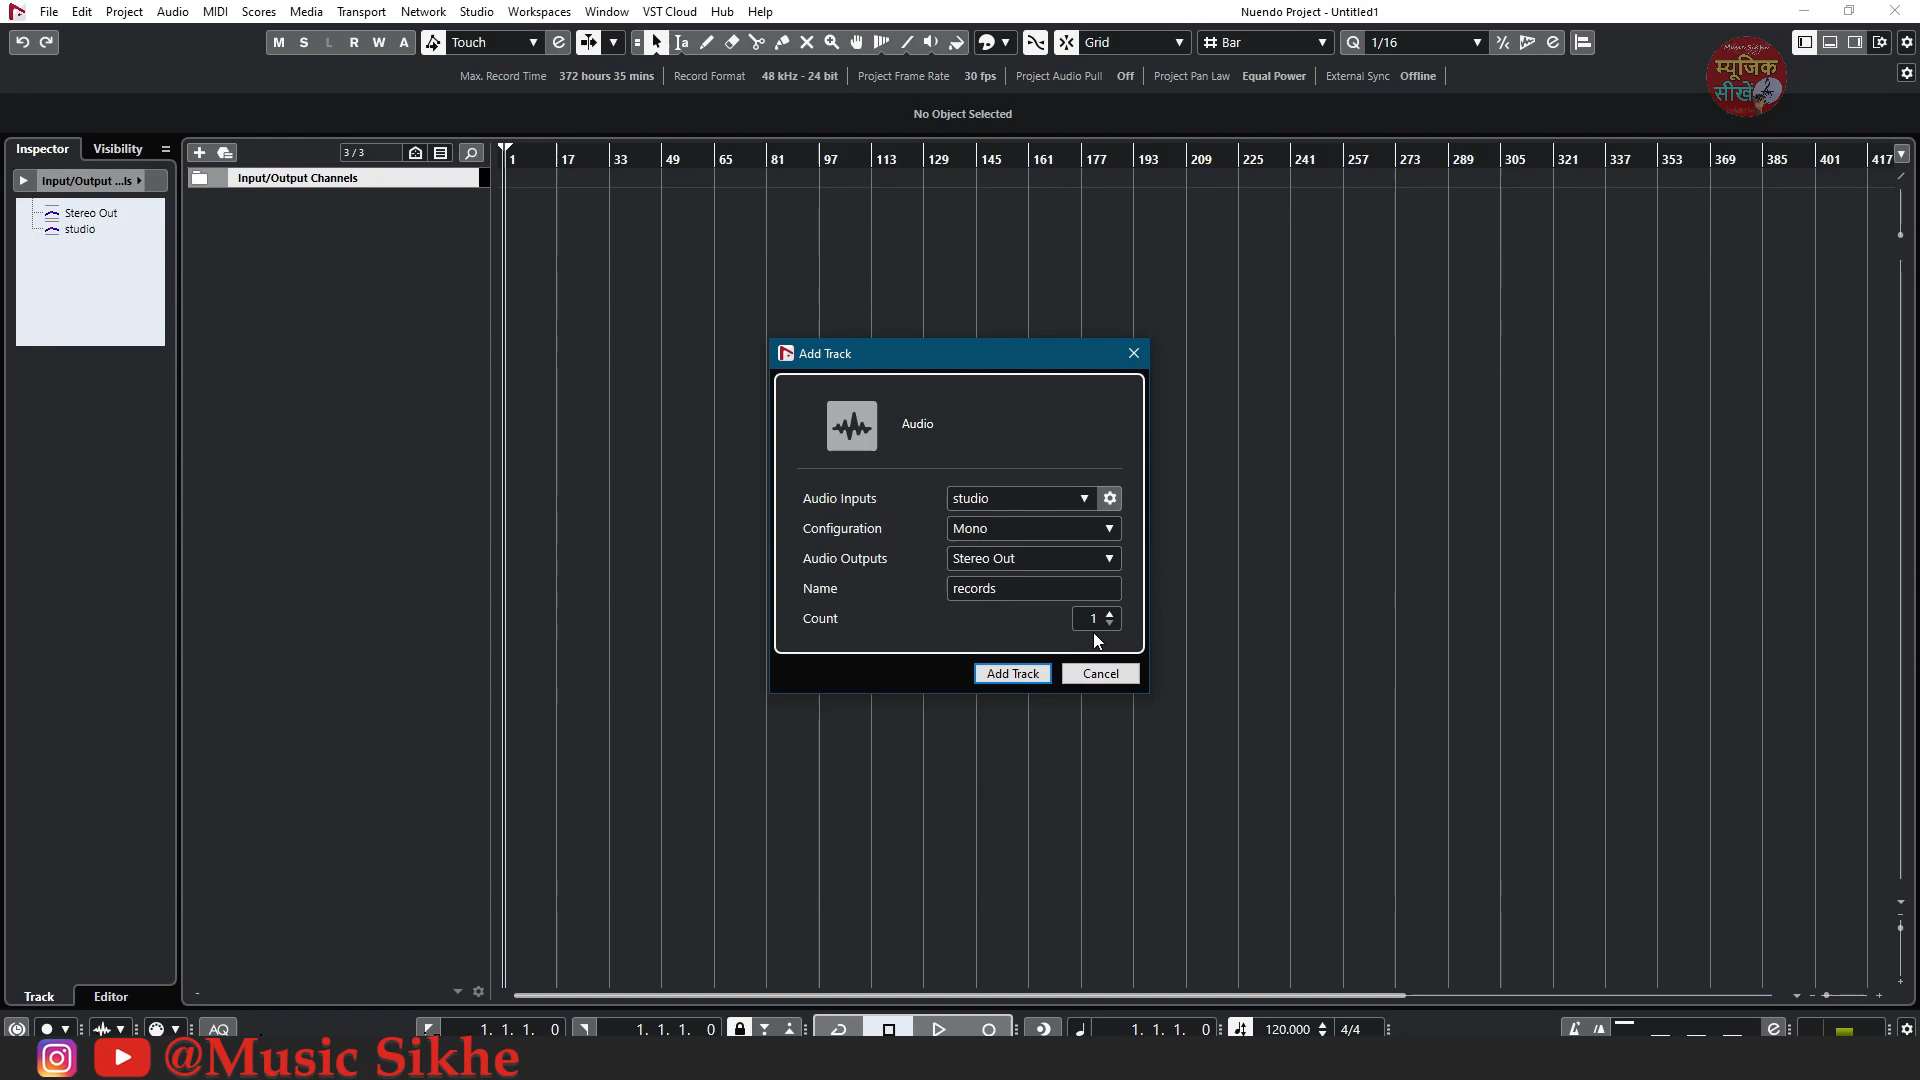 File Edit Project Audio MIDI Scores Media Transport Network Studio Workspaces Window VST Cloud Hub Help
Nuendo Project - Untitled1
M S L R W A Touch Grid Bar Q 1/16
Max. Record Time 372 hours 35 mins Record Format 48 kHz - 24 bit Project Frame Rate 30 fps Project Audio Pull Off Project Pan Law Equal Power External Sync Offline
म्यूजिक
सीखें
No Object Selected
Inspector Visibility 3/3
1 17 33 49 65 81 97 113 129 145 161 177 193 209 225 241 257 273 289 305 321 337 353 369 385 401 417
Input/Output ...ls Input/Output Channels
Stereo Out
studio
Add Track
Audio
Audio Inputs studio
Configuration Mono
Audio Outputs Stereo Out
Name records
Count 1
Add Track Cancel
Track Editor
AQ 1. 1. 1. 0 1. 1. 1. 0 1. 1. 1. 0 120.000 4/4
@Music Sikhe